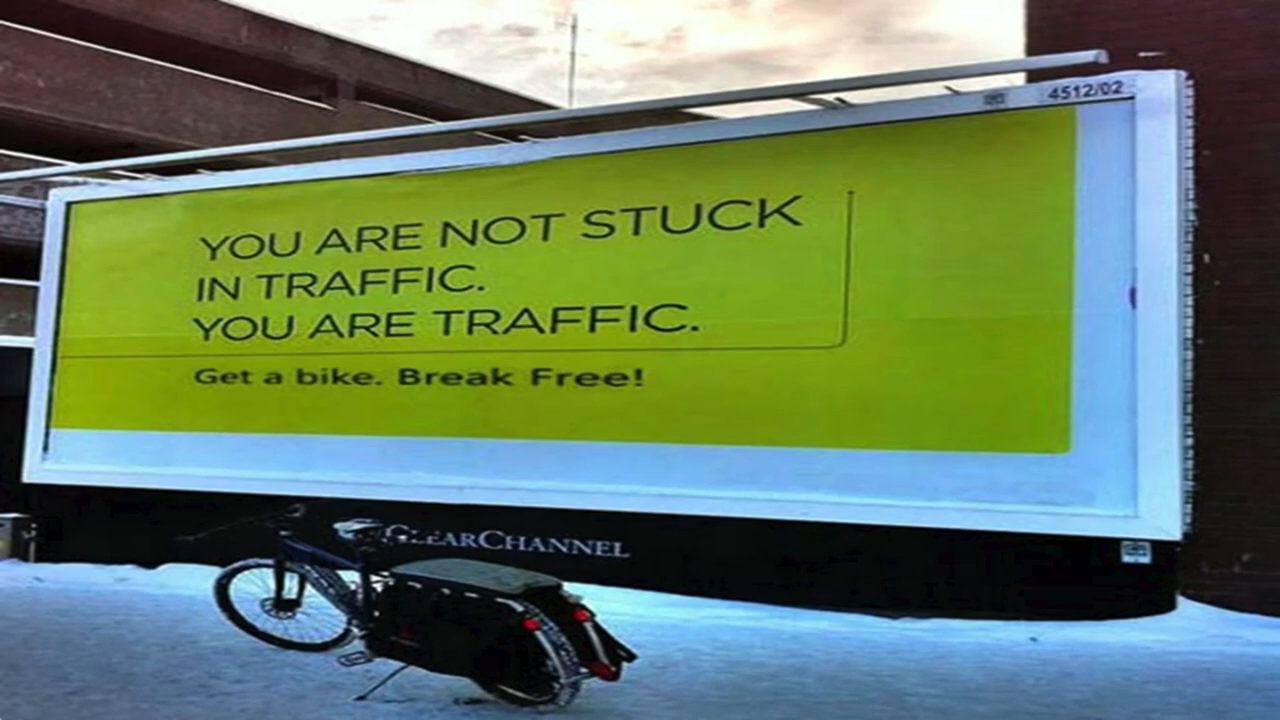 4512/02
YOU ARE NOT STUCK
IN TRAFFIC.
YOU ARE TRAFFIC.
Get a bike. Break Free!
CLEARCHANNEL